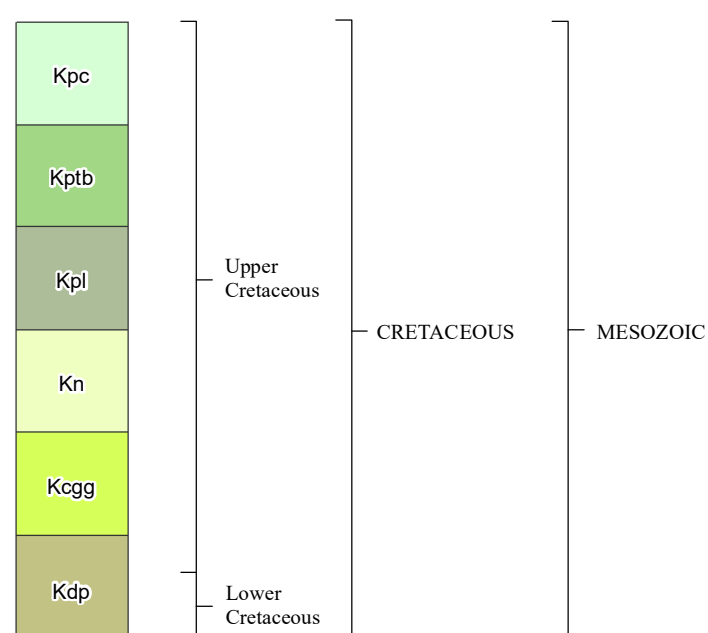 Kpc
Kptb
Kpl
Kn
Kcgg
Kdp
Upper
Cretaceous
Lower
Cretaceous
CRETACEOUS
MESOZOIC